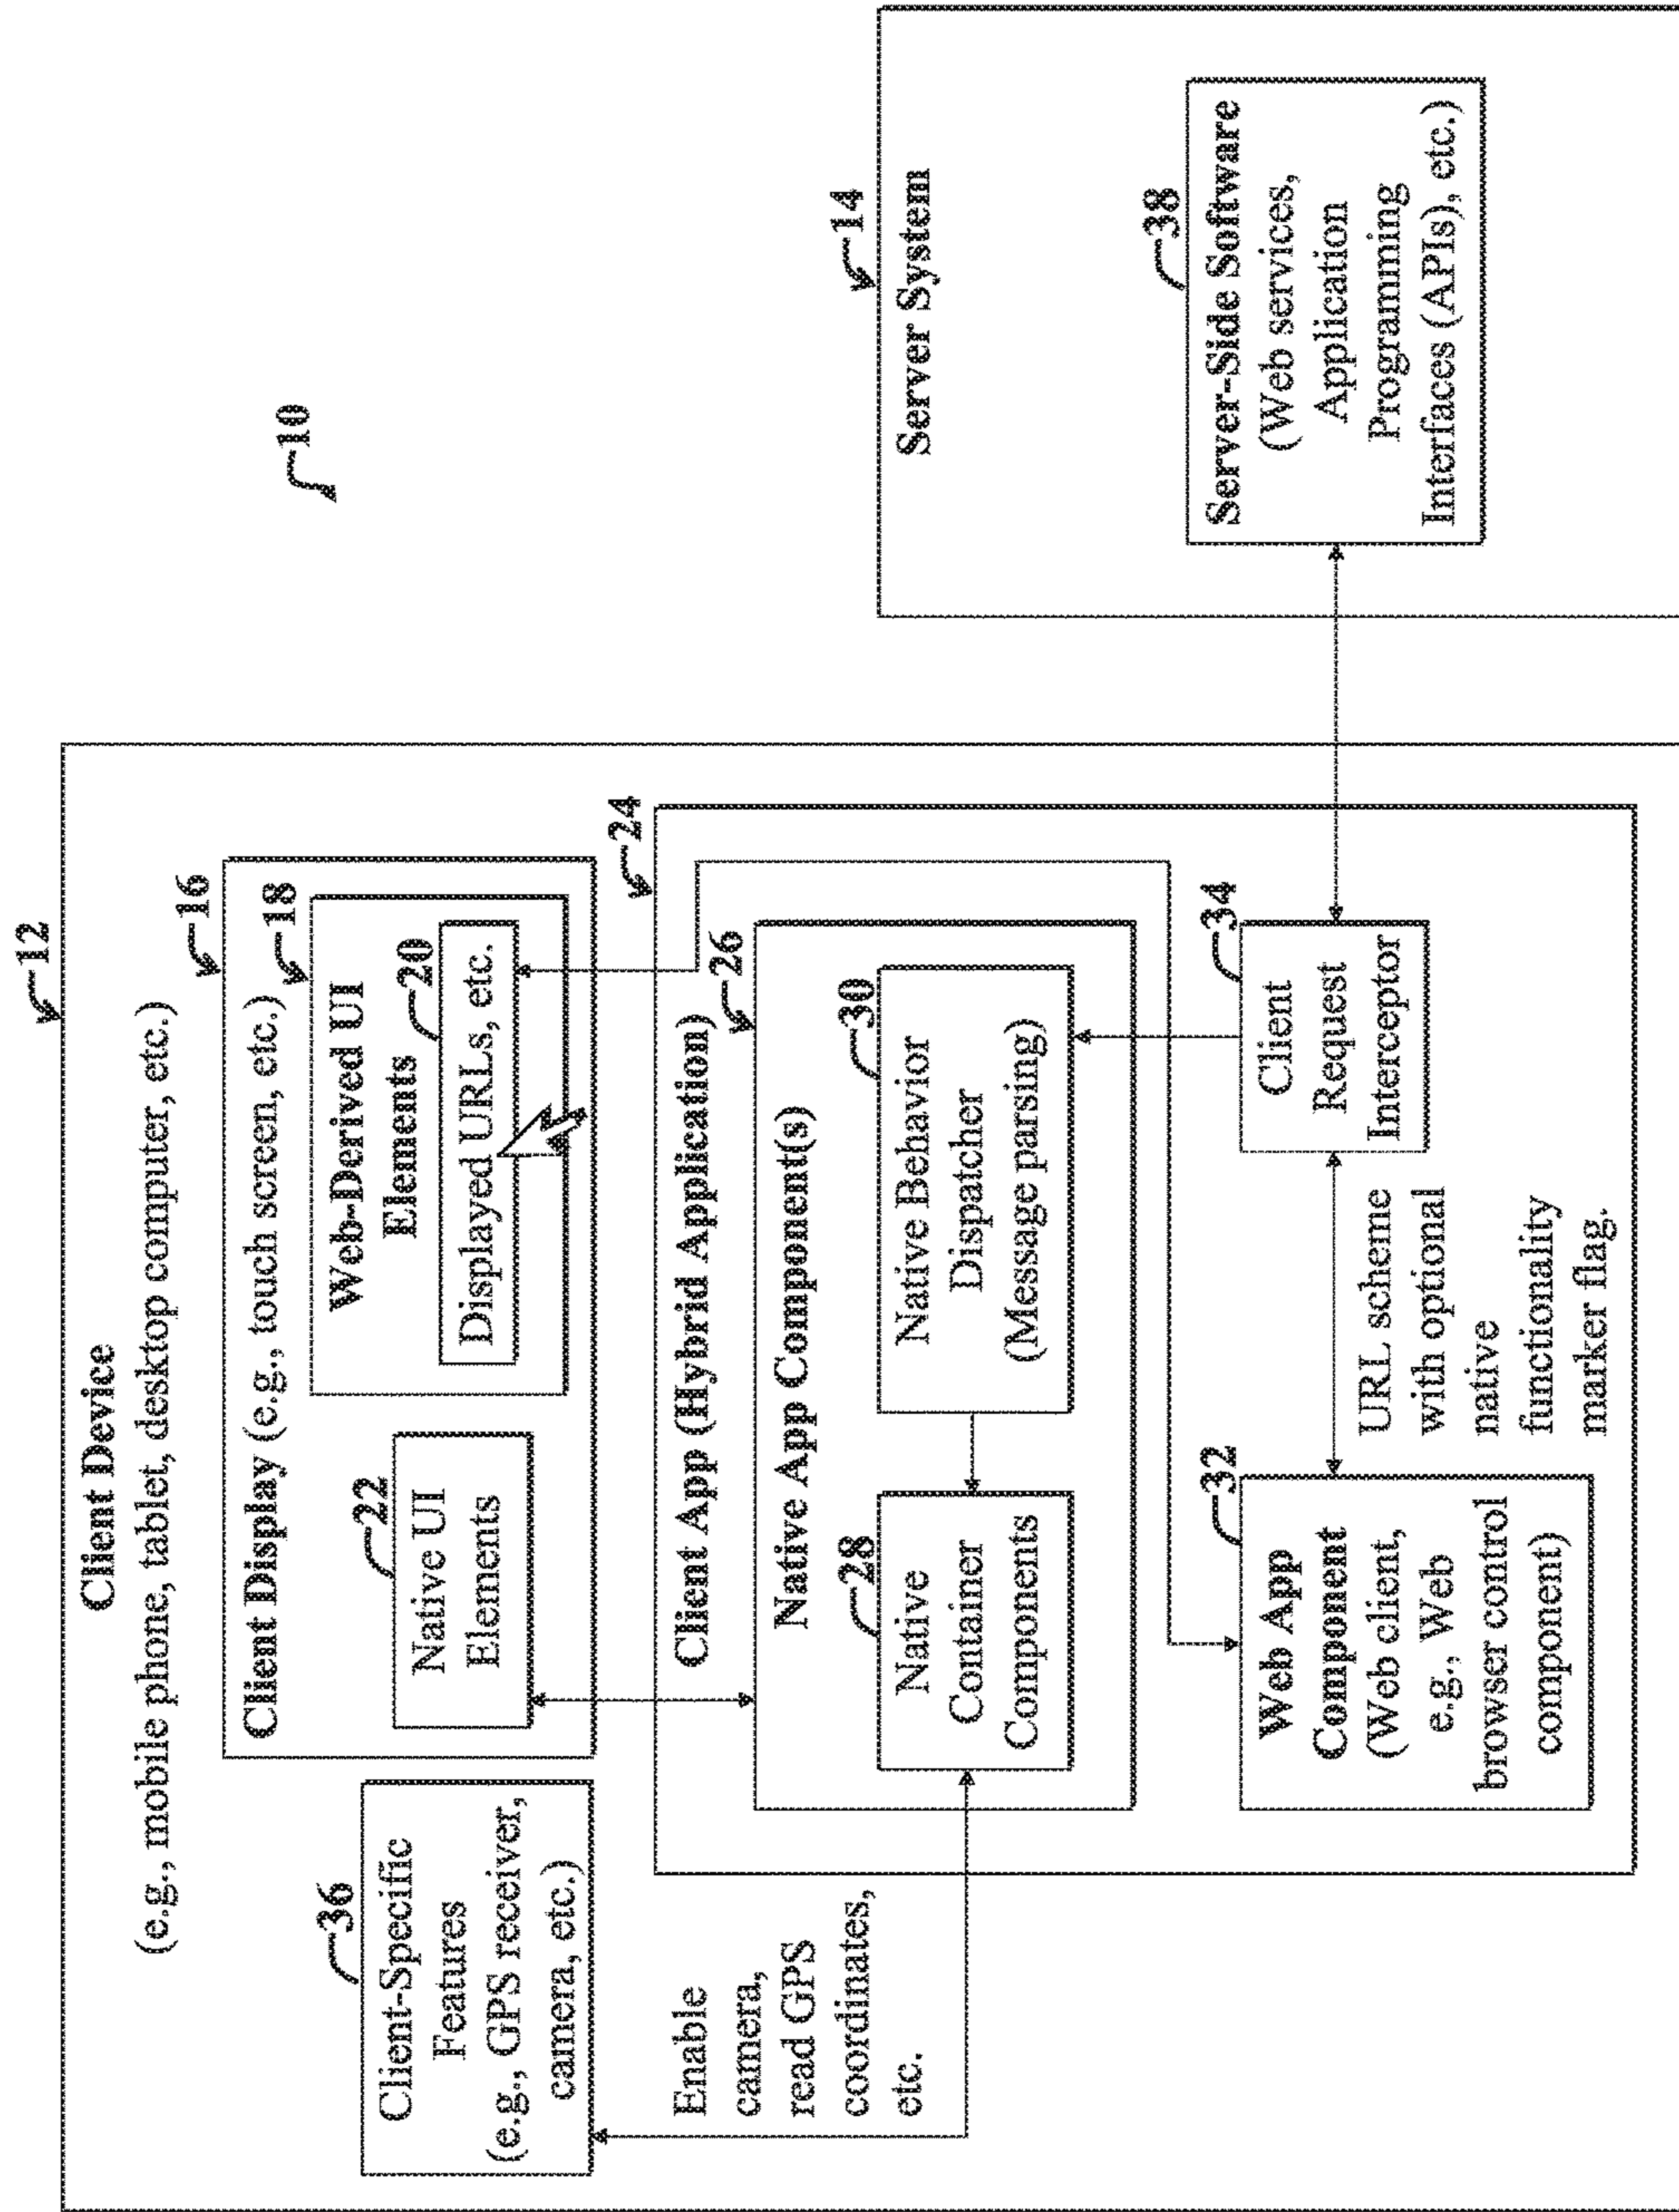 10
12
Client Device
(e.g., mobile phone, tablet, desktop computer, etc.)
16
Client Display (e.g., touch screen, etc.)
36
Client-Specific
Features
(e.g., GPS receiver,
camera, etc.)
22
Native UI
Elements
18
Web-Derived UI
Elements
20
Displayed URLs, etc.
Enable
camera,
read GPS
coordinates,
etc.
24
Client App (Hybrid Application)
26
Native App Component(s)
28
Native
Container
Components
30
Native Behavior
Dispatcher
(Message parsing)
32
Web App
Component
(Web client,
e.g., Web
browser control
component)
URL scheme
with optional
native
functionality
marker flag.
34
Client
Request
Interceptor
14
Server System
38
Server-Side Software
(Web services,
Application
Programming
Interfaces (APIs), etc.)